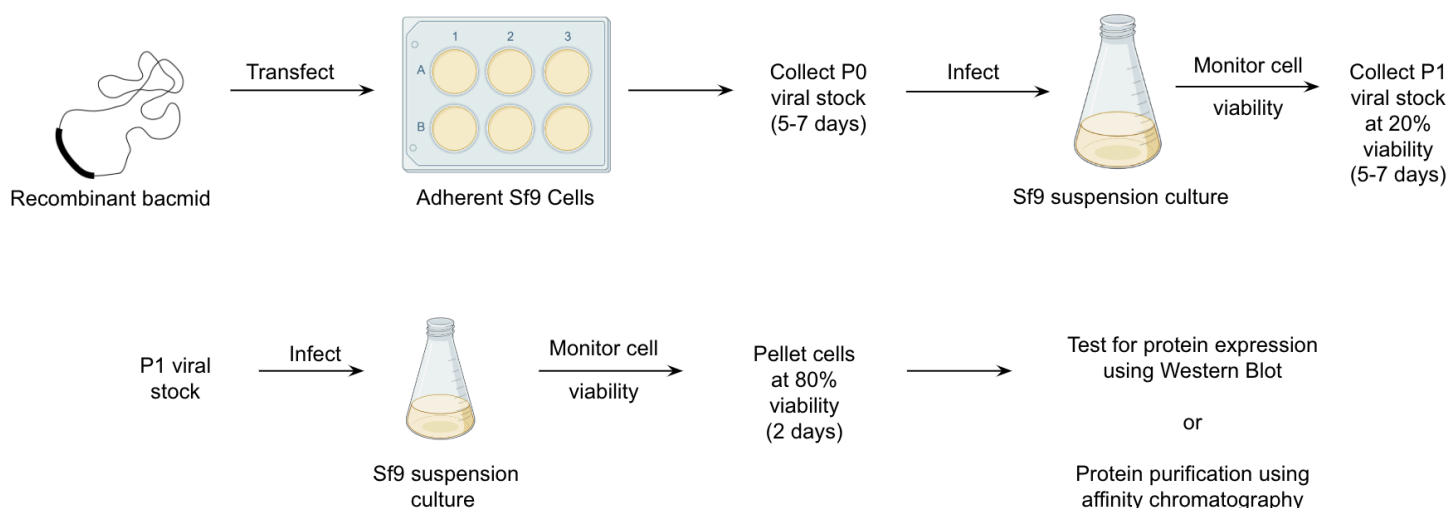 Recombinant bacmid
Transfect
1 2 3
A
B
Adherent Sf9 Cells
Collect P0
viral stock
(5-7 days)
Infect
Sf9 suspension culture
Monitor cell
viability
Collect P1
viral stock
at 20%
viability
(5-7 days)
P1 viral
stock
Infect
Sf9 suspension
culture
Monitor cell
viability
Pellet cells
at 80%
viability
(2 days)
Test for protein expression
using Western Blot
or
Protein purification using
affinity chromatography